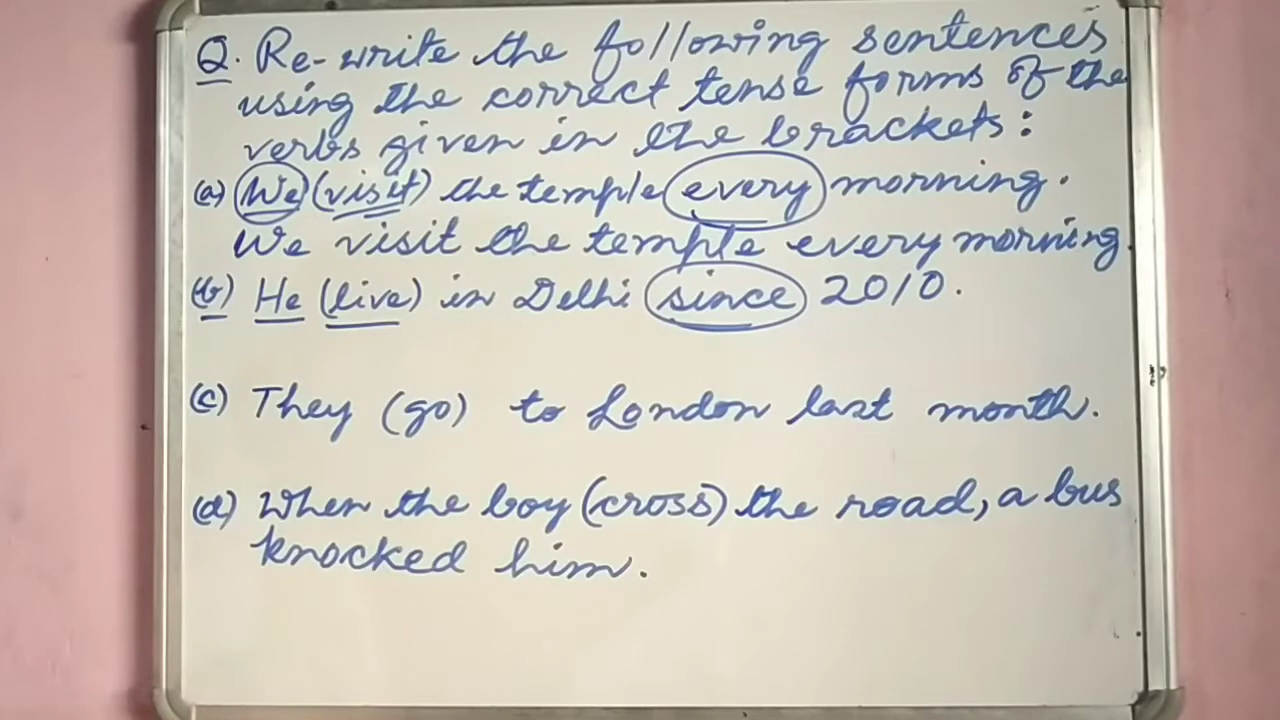 Q. Re-write the following sentences
using the correct tense forms of the
verbs given in the brackets:
(a) We (visit) the temple every morning.
We visit the temple every morning
(b) He (live) in Delhi since 2010.
(c) They (go) to London last month.
(d) When the boy (cross) the road, a bus
knocked him.